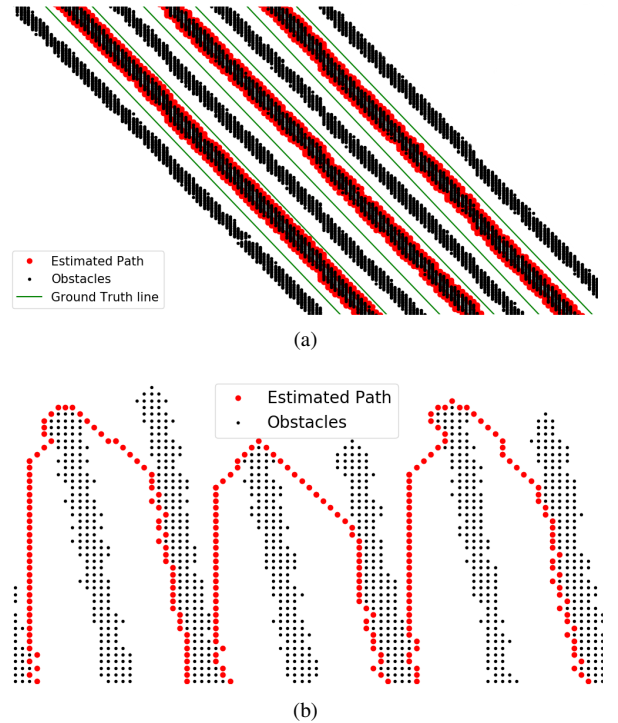 Estimated Path
Obstacles
Ground Truth line
(a)
Estimated Path
Obstacles
(b)